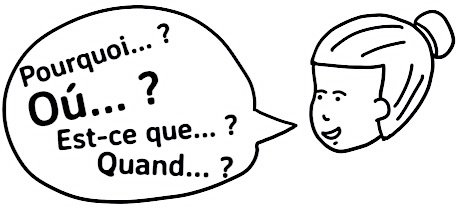 Pourquoi... ?
Oú... ?
Est-ce que... ?
Quand... ?